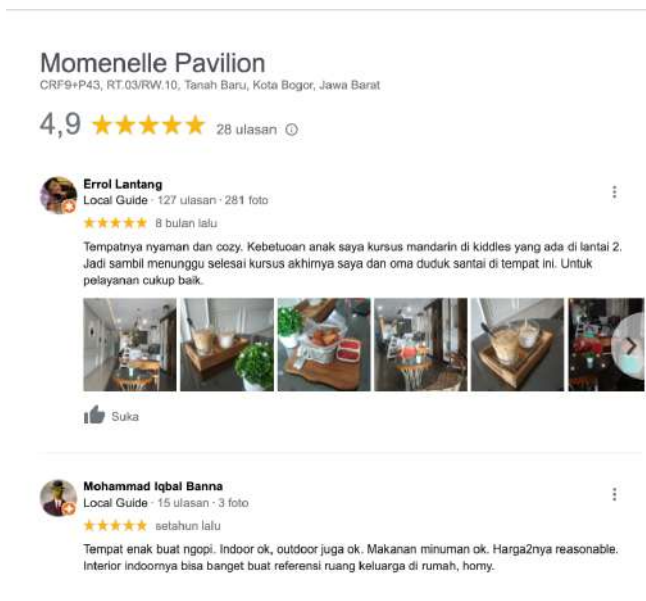 Momenelle Pavilion
CRF9+P43, RT.03/RW.10, Tanah Baru, Kota Bogor, Jawa Barat
4,9 28 ulasan
Errol Lantang
Local Guide · 127 ulasan · 281 foto
8 bulan lalu
Tempatnya nyaman dan cozy. Kebetuoan anak saya kursus mandarin di kiddles yang ada di lantai 2.
Jadi sambil menunggu selesai kursus akhirnya saya dan oma duduk santai di tempat ini. Untuk
pelayanan cukup baik.
Suka
Mohammad Iqbal Banna
Local Guide · 15 ulasan · 3 foto
setahun lalu
Tempat enak buat ngopi. Indoor ok, outdoor juga ok. Makanan minuman ok. Harga2nya reasonable.
Interior indoornya bisa banget buat referensi ruang keluarga di rumah, homy.